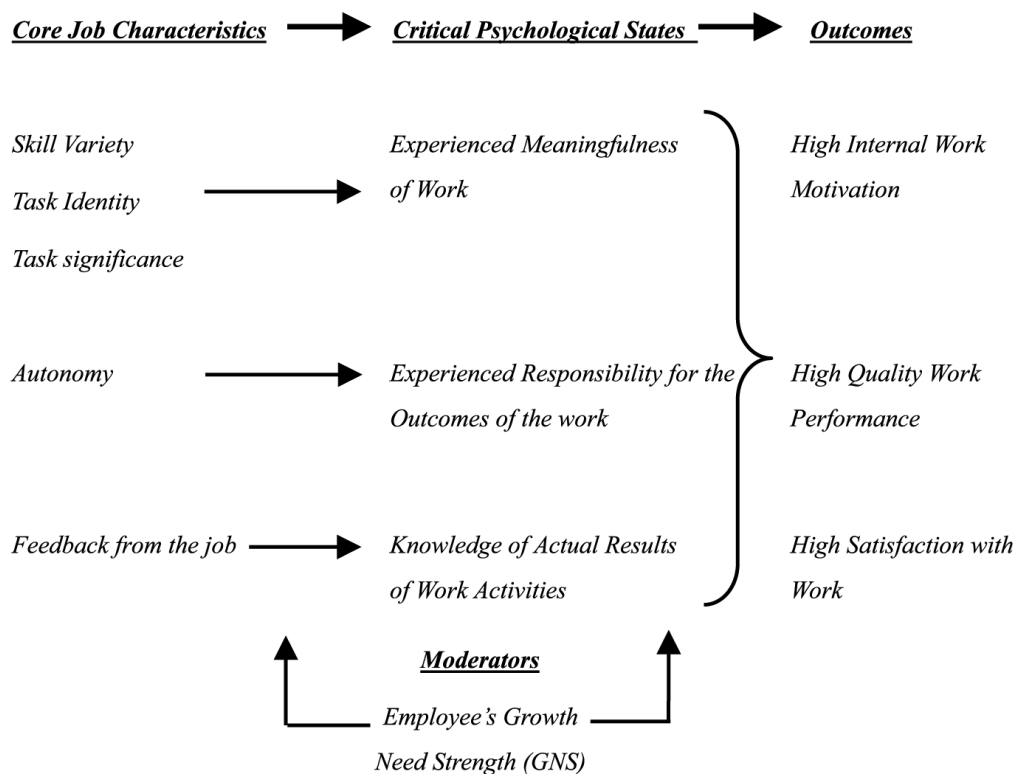 Core Job Characteristics
Critical Psychological States
Outcomes
Skill Variety
Task Identity
Task significance
Experienced Meaningfulness
of Work
High Internal Work
Motivation
Autonomy
Experienced Responsibility for the
Outcomes of the work
High Quality Work
Performance
Feedback from the job
Knowledge of Actual Results
of Work Activities
High Satisfaction with
Work
Moderators
Employee’s Growth
Need Strength (GNS)